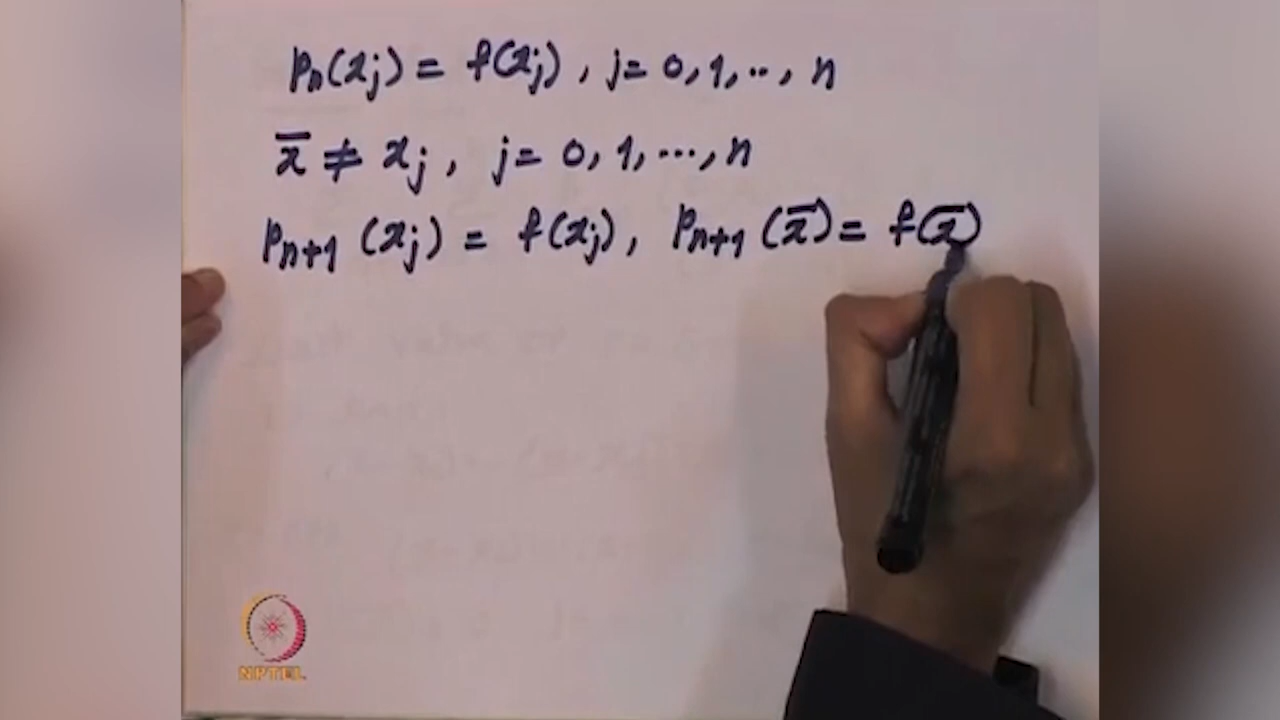 pₙ(xⱼ) = f(xⱼ), j= 0, 1, .., n
x̄ ≠ xⱼ, j= 0, 1, ..., n
pₙ₊₁(xⱼ) = f(xⱼ), pₙ₊₁(x̄) = f(x̄)
NPTEL